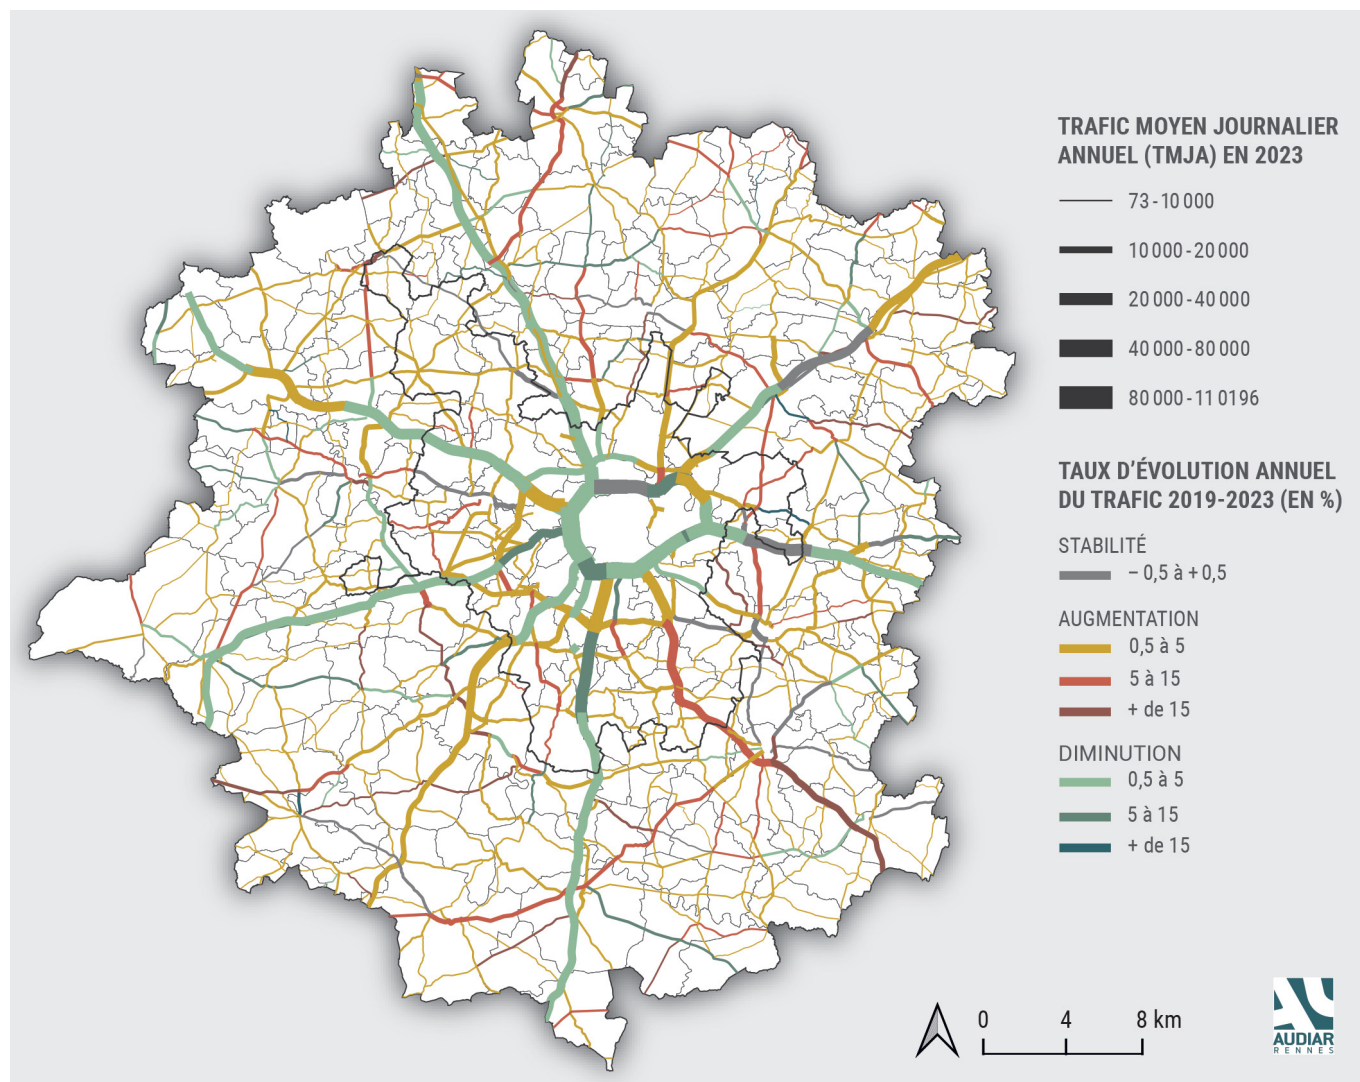 TRAFIC MOYEN JOURNALIER
ANNUEL (TMJA) EN 2023
73 - 10 000
10 000 - 20 000
20 000 - 40 000
40 000 - 80 000
80 000 - 11 0196
TAUX D’ÉVOLUTION ANNUEL
DU TRAFIC 2019-2023 (EN %)
STABILITÉ
– 0,5 à + 0,5
AUGMENTATION
0,5 à 5
5 à 15
+ de 15
DIMINUTION
0,5 à 5
5 à 15
+ de 15
0 4 8 km
AUDIAR
RENNES